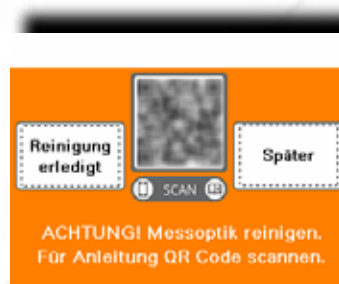 Reinigung
erledigt
SCAN
Später
ACHTUNG! Messoptik reinigen.
Für Anleitung QR Code scannen.